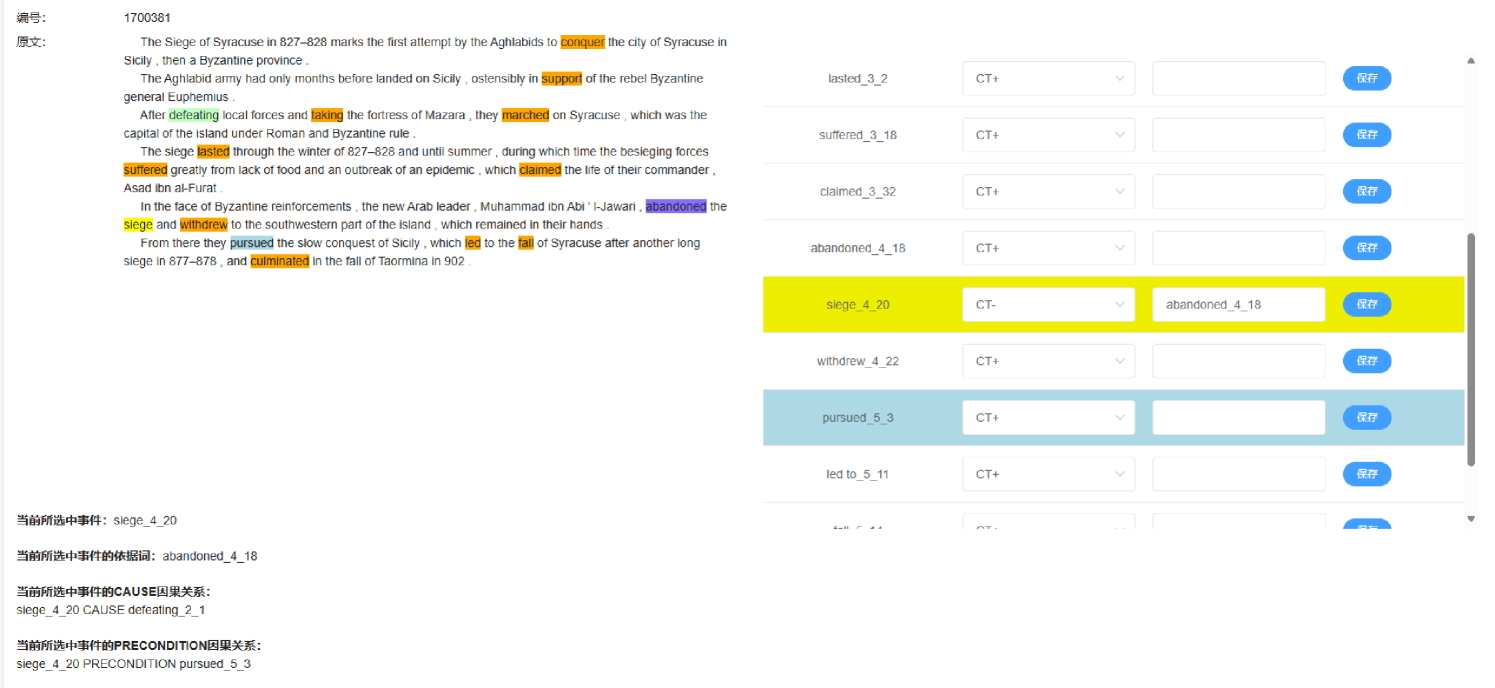 编号： 1700381
原文： The Siege of Syracuse in 827–828 marks the first attempt by the Aghlabids to conquer the city of Syracuse in
Sicily , then a Byzantine province .
The Aghlabid army had only months before landed on Sicily , ostensibly in support of the rebel Byzantine
general Euphemius .
After defeating local forces and taking the fortress of Mazara , they marched on Syracuse , which was the
capital of the island under Roman and Byzantine rule .
The siege lasted through the winter of 827–828 and until summer , during which time the besieging forces
suffered greatly from lack of food and an outbreak of an epidemic , which claimed the life of their commander ,
Asad ibn al-Furat .
In the face of Byzantine reinforcements , the new Arab leader , Muhammad ibn Abi ' l-Jawari , abandoned the
siege and withdrew to the southwestern part of the island , which remained in their hands .
From there they pursued the slow conquest of Sicily , which led to the fall of Syracuse after another long
siege in 877–878 , and culminated in the fall of Taormina in 902 .
当前所选中事件：siege_4_20
当前所选中事件的依据词：abandoned_4_18
当前所选中事件的CAUSE因果关系：
siege_4_20 CAUSE defeating_2_1
当前所选中事件的PRECONDITION因果关系：
siege_4_20 PRECONDITION pursued_5_3
lasted_3_2 CT+ 保存
suffered_3_18 CT+ 保存
claimed_3_32 CT+ 保存
abandoned_4_18 CT+ 保存
siege_4_20 CT- abandoned_4_18 保存
withdrew_4_22 CT+ 保存
pursued_5_3 CT+ 保存
led to_5_11 CT+ 保存